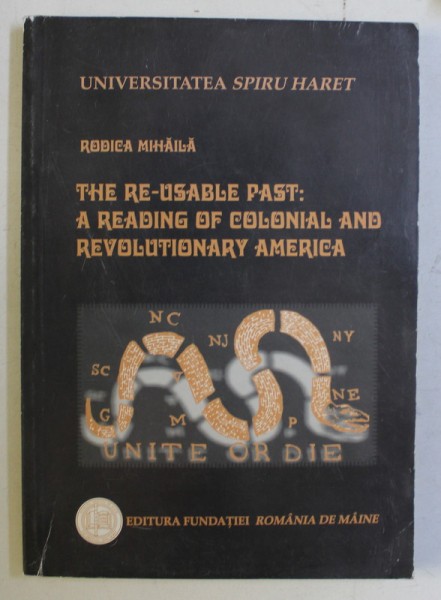 UNIVERSITATEA SPIRU HARET
RODICA MIHĂILĂ
THE RE-USABLE PAST:
A READING OF COLONIAL AND
REVOLUTIONARY AMERICA
NC
NJ
NY
SC
V
NE
G
M
P
UNITE OR DIE
EDITURA FUNDAȚIEI ROMÂNIA DE MÂINE